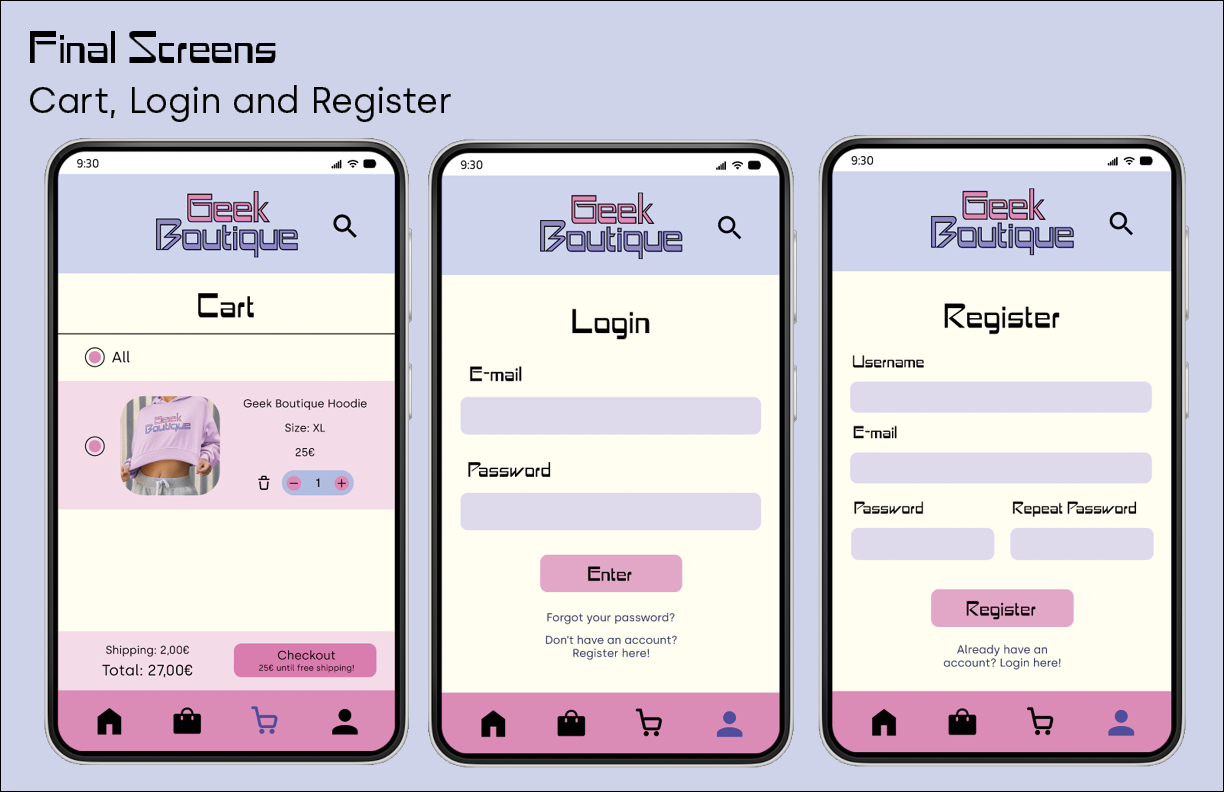 Final Screens
Cart, Login and Register
9:30
Geek
Boutique
Cart
All
Geek
Boutique
Geek Boutique Hoodie
Size: XL
25€
1
Shipping: 2,00€
Total: 27,00€
Checkout
25€ until free shipping!
9:30
Geek
Boutique
Login
E-mail
Password
Enter
Forgot your password?
Don't have an account?
Register here!
9:30
Geek
Boutique
Register
Username
E-mail
Password
Repeat Password
Register
Already have an
account? Login here!